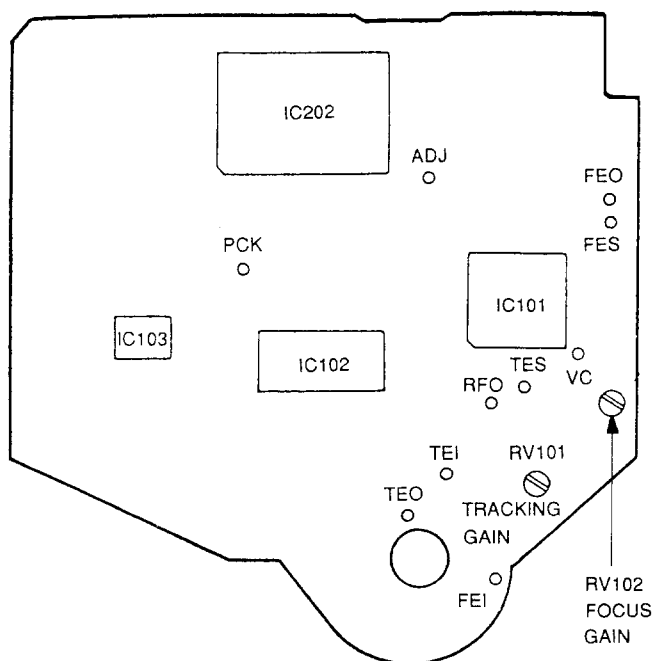 IC202
ADJ
FEO
FES
PCK
IC101
IC103
IC102
TES
VC
RFO
TEI
RV101
TEO
TRACKING
GAIN
FEI
RV102
FOCUS
GAIN